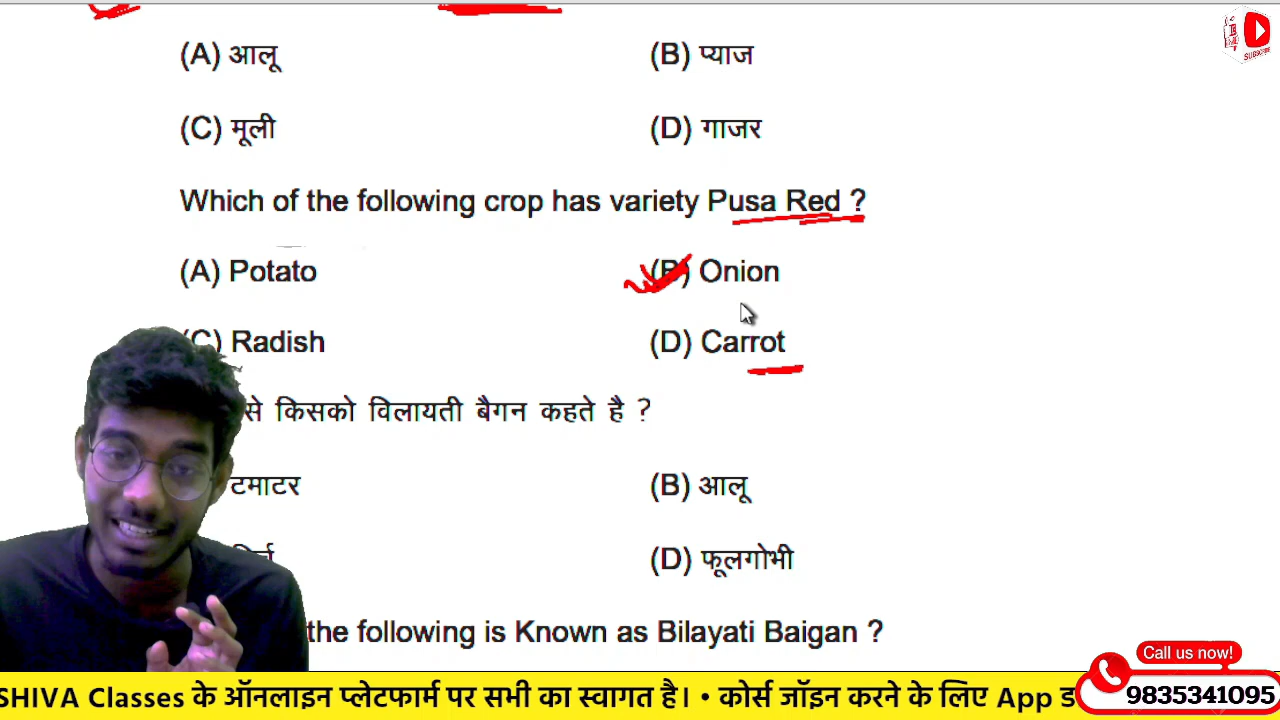 (A) आलू (B) प्याज
(C) मूली (D) गाजर
Which of the following crop has variety Pusa Red ?
(A) Potato (B) Onion
(C) Radish (D) Carrot
से किसको विलायती बैगन कहते है ?
टमाटर (B) आलू
(D) फूलगोभी
the following is Known as Bilayati Baigan ?
SUBSCRIBE
Call us now!
SHIVA Classes के ऑनलाइन प्लेटफार्म पर सभी का स्वागत है। • कोर्स जॉइन करने के लिए App ड
9835341095